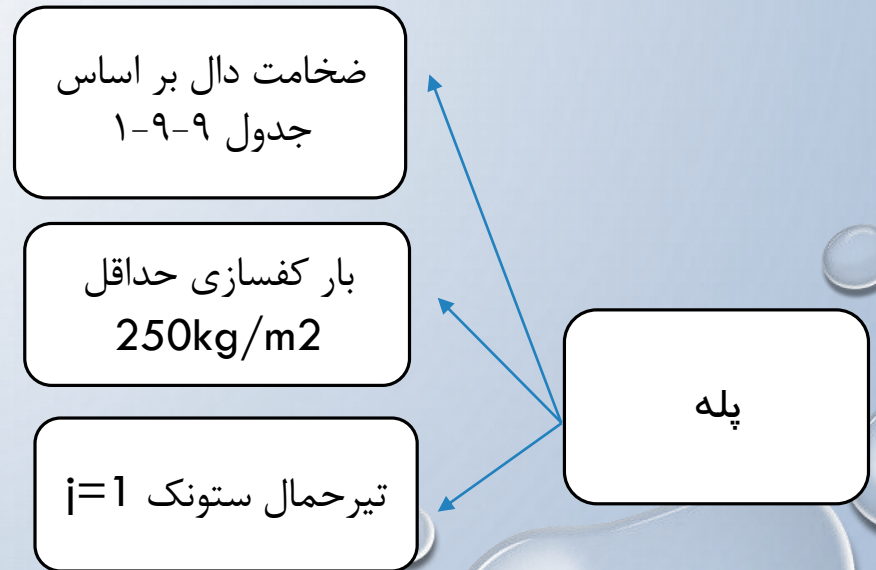 ضخامت دال بر اساس
جدول ۹-۹-۱
بار کفسازی حداقل
250kg/m2
تیرحمال ستونک j=1
پله